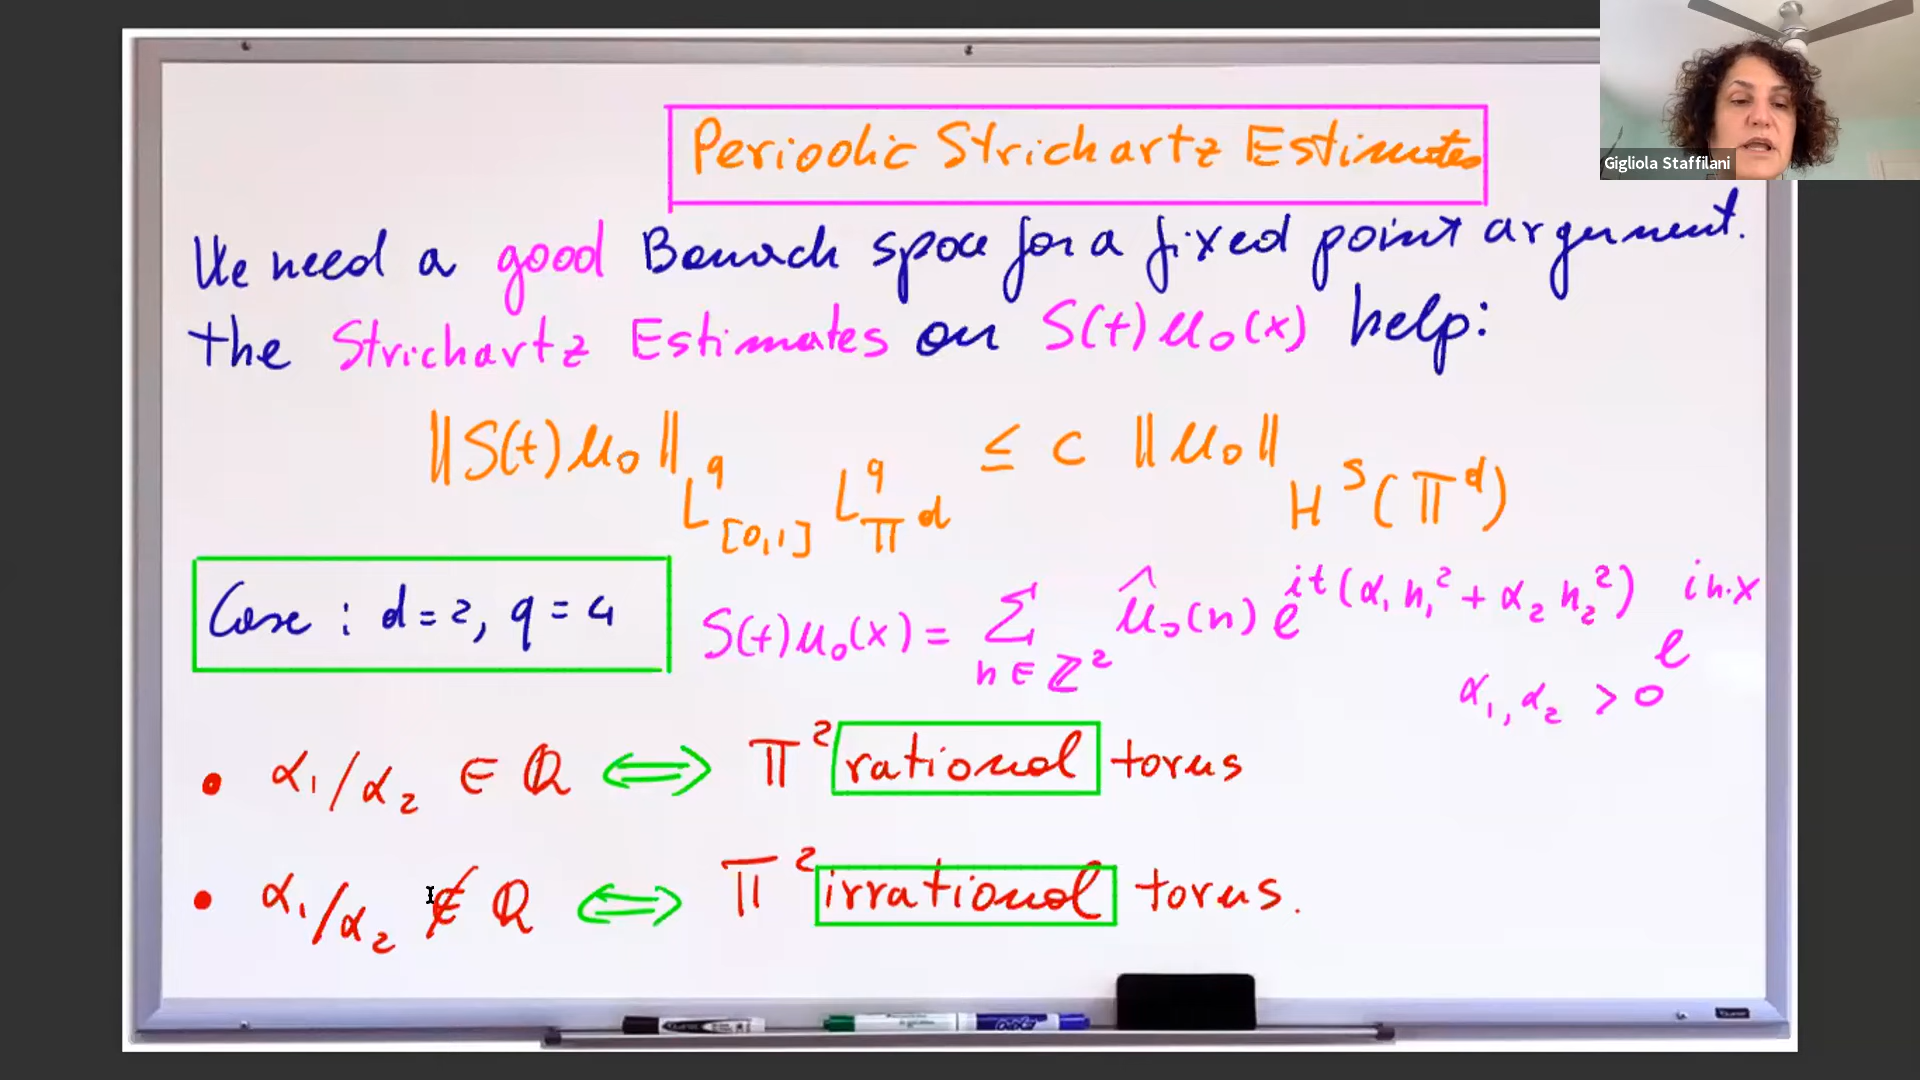 Periodic Strichartz Estimates
Gigliola Staffilani
We need a good Banach space for a fixed point argument.
the Strichartz Estimates on S(t)u₀(x) help:
‖S(t)u₀‖ L^q_[0,1] L^q_𝕋^d ≤ C ‖u₀‖ H^s(𝕋^d)
Case : d=2, q=4
S(t)u₀(x) = Σ_{n∈ℤ²} û₀(n) e^{it(α₁n₁² + α₂n₂²)} e^{in·x}
α₁, α₂ > 0
• α₁/α₂ ∈ ℚ ⟺ 𝕋² rational torus
• α₁/α₂ ∉ ℚ ⟺ 𝕋² irrational torus.